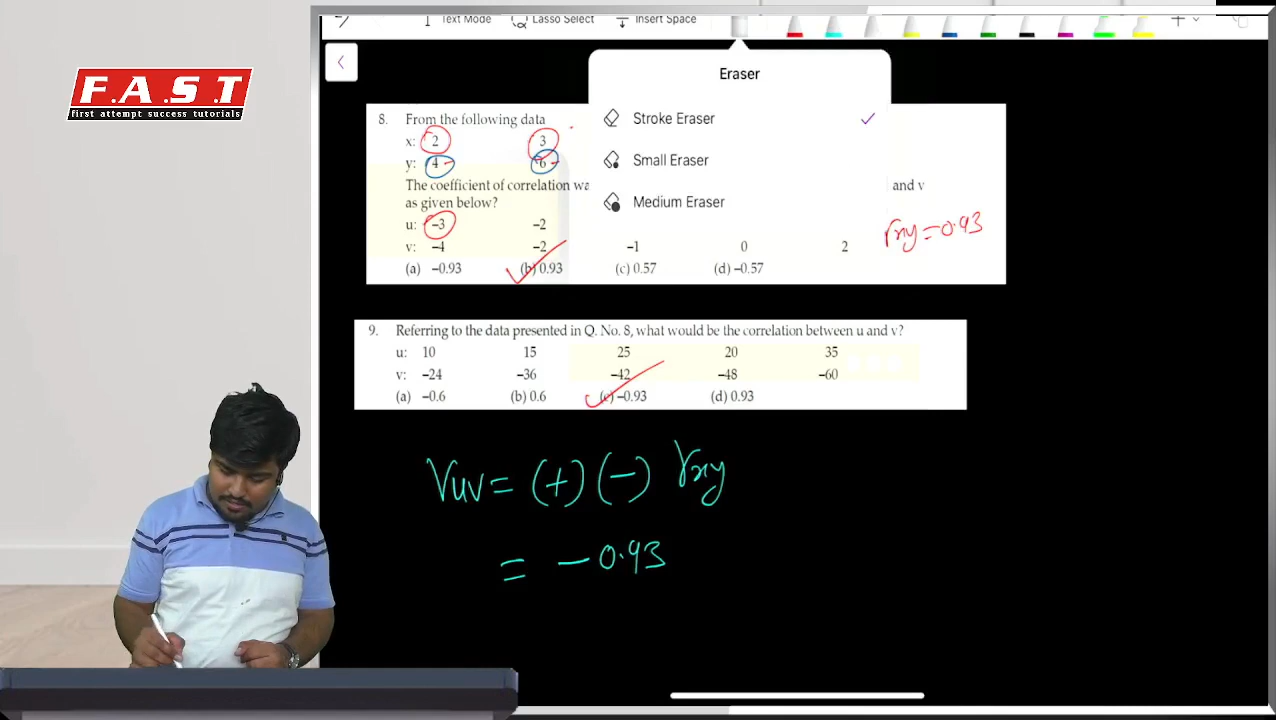 Text Mode
Lasso Select
Insert Space
F.A.S.T
first attempt success tutorials
Eraser
Stroke Eraser
Small Eraser
Medium Eraser
8. From the following data
x: 2 3
y: 4 6
The coefficient of correlation wa and v
as given below?
u: –3 –2
v: –4 –2 –1 0 2
(a) –0.93 (b) 0.93 (c) 0.57 (d) –0.57
rxy = 0.93
9. Referring to the data presented in Q. No. 8, what would be the correlation between u and v?
u: 10 15 25 20 35
v: –24 –36 –42 –48 –60
(a) –0.6 (b) 0.6 (c) –0.93 (d) 0.93
ruv = (+) (–) rxy
= – 0.93